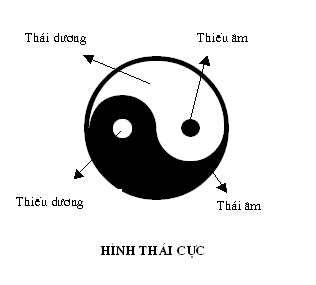 Thái dương
Thiếu âm
Thiếu dương
Thái âm
HÌNH THÁI CỰC